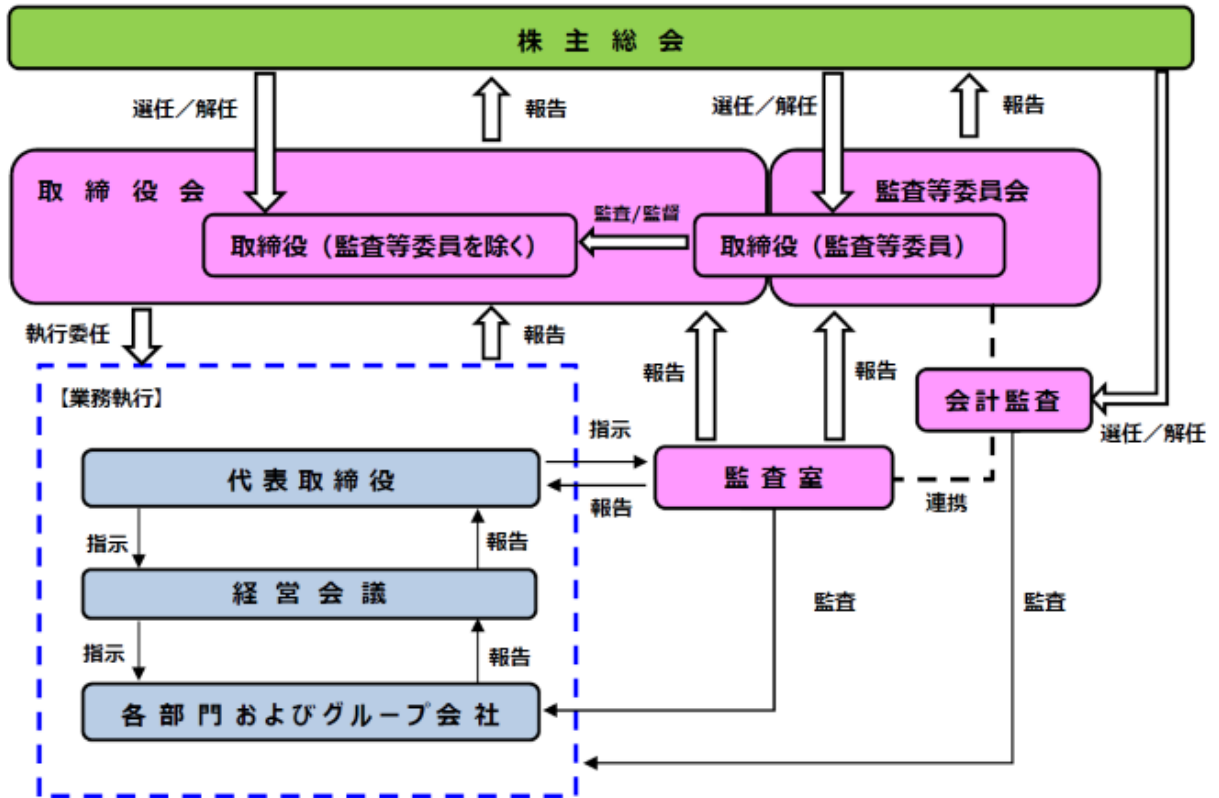 株主総会
選任／解任
報告
選任／解任
報告
取締役会
監査等委員会
監査/監督
取締役（監査等委員を除く）
取締役（監査等委員）
執行委任
報告
報告
報告
【業務執行】
会計監査
選任／解任
指示
代表取締役
監査室
報告
連携
指示
報告
経営会議
監査
監査
指示
報告
各部門およびグループ会社